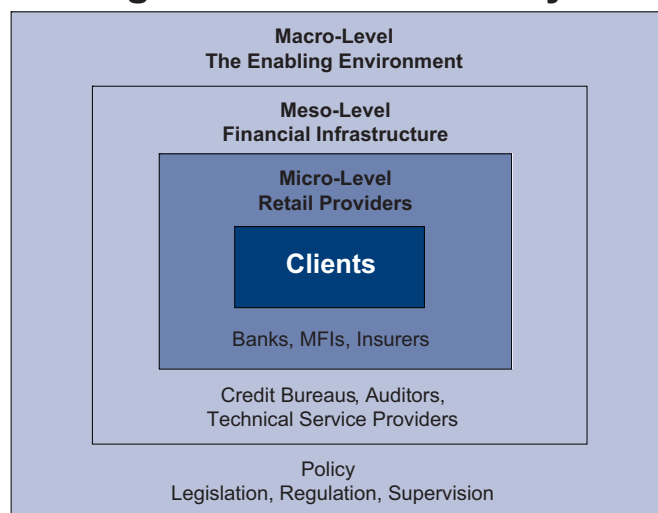 Macro-Level
The Enabling Environment
Meso-Level
Financial Infrastructure
Micro-Level
Retail Providers
Clients
Banks, MFIs, Insurers
Credit Bureaus, Auditors,
Technical Service Providers
Policy
Legislation, Regulation, Supervision